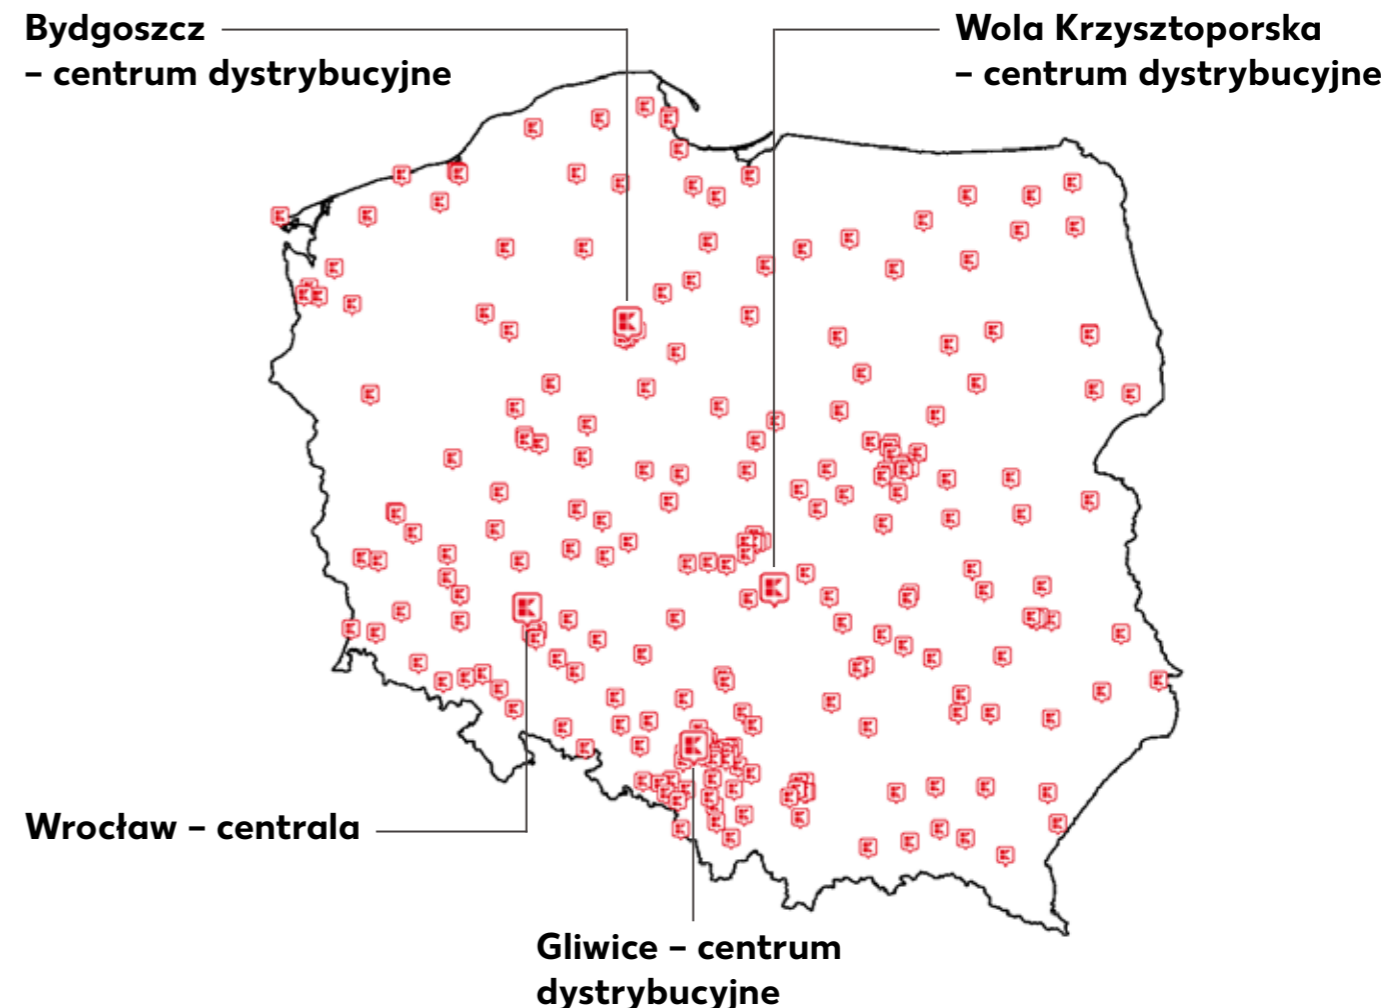 Bydgoszcz
– centrum dystrybucyjne
Wola Krzysztoporska
– centrum dystrybucyjne
Wrocław – centrala
Gliwice – centrum
dystrybucyjne